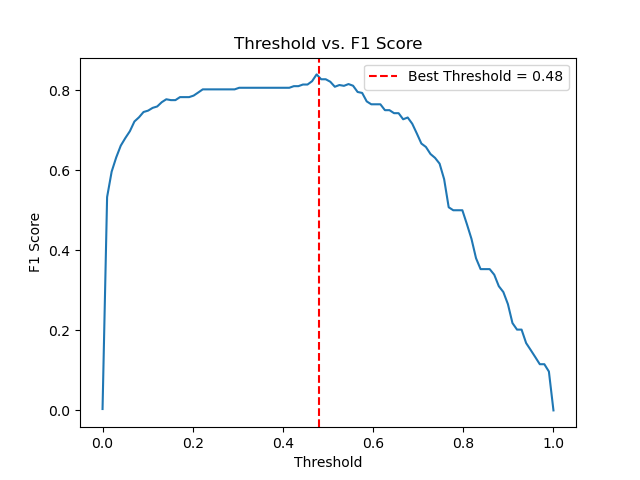 Threshold vs. F1 Score
Best Threshold = 0.48
F1 Score
0.8
0.6
0.4
0.2
0.0
0.0 0.2 0.4 0.6 0.8 1.0
Threshold